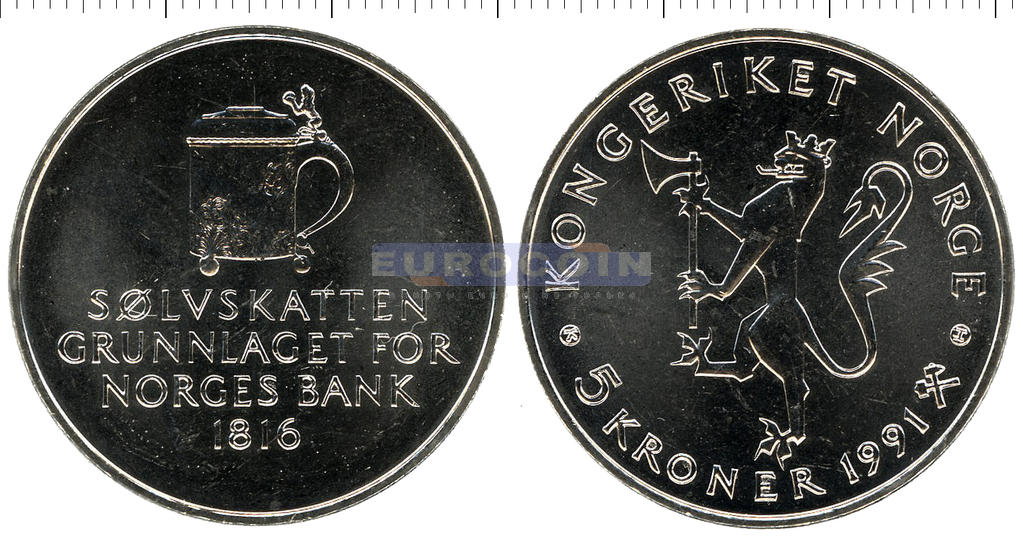 SØLVSKATTEN
GRUNNLAGET FOR
NORGES BANK
1816
KONGERIKET NORGE
5 KRONER 1991
K
H
EUROCOIN